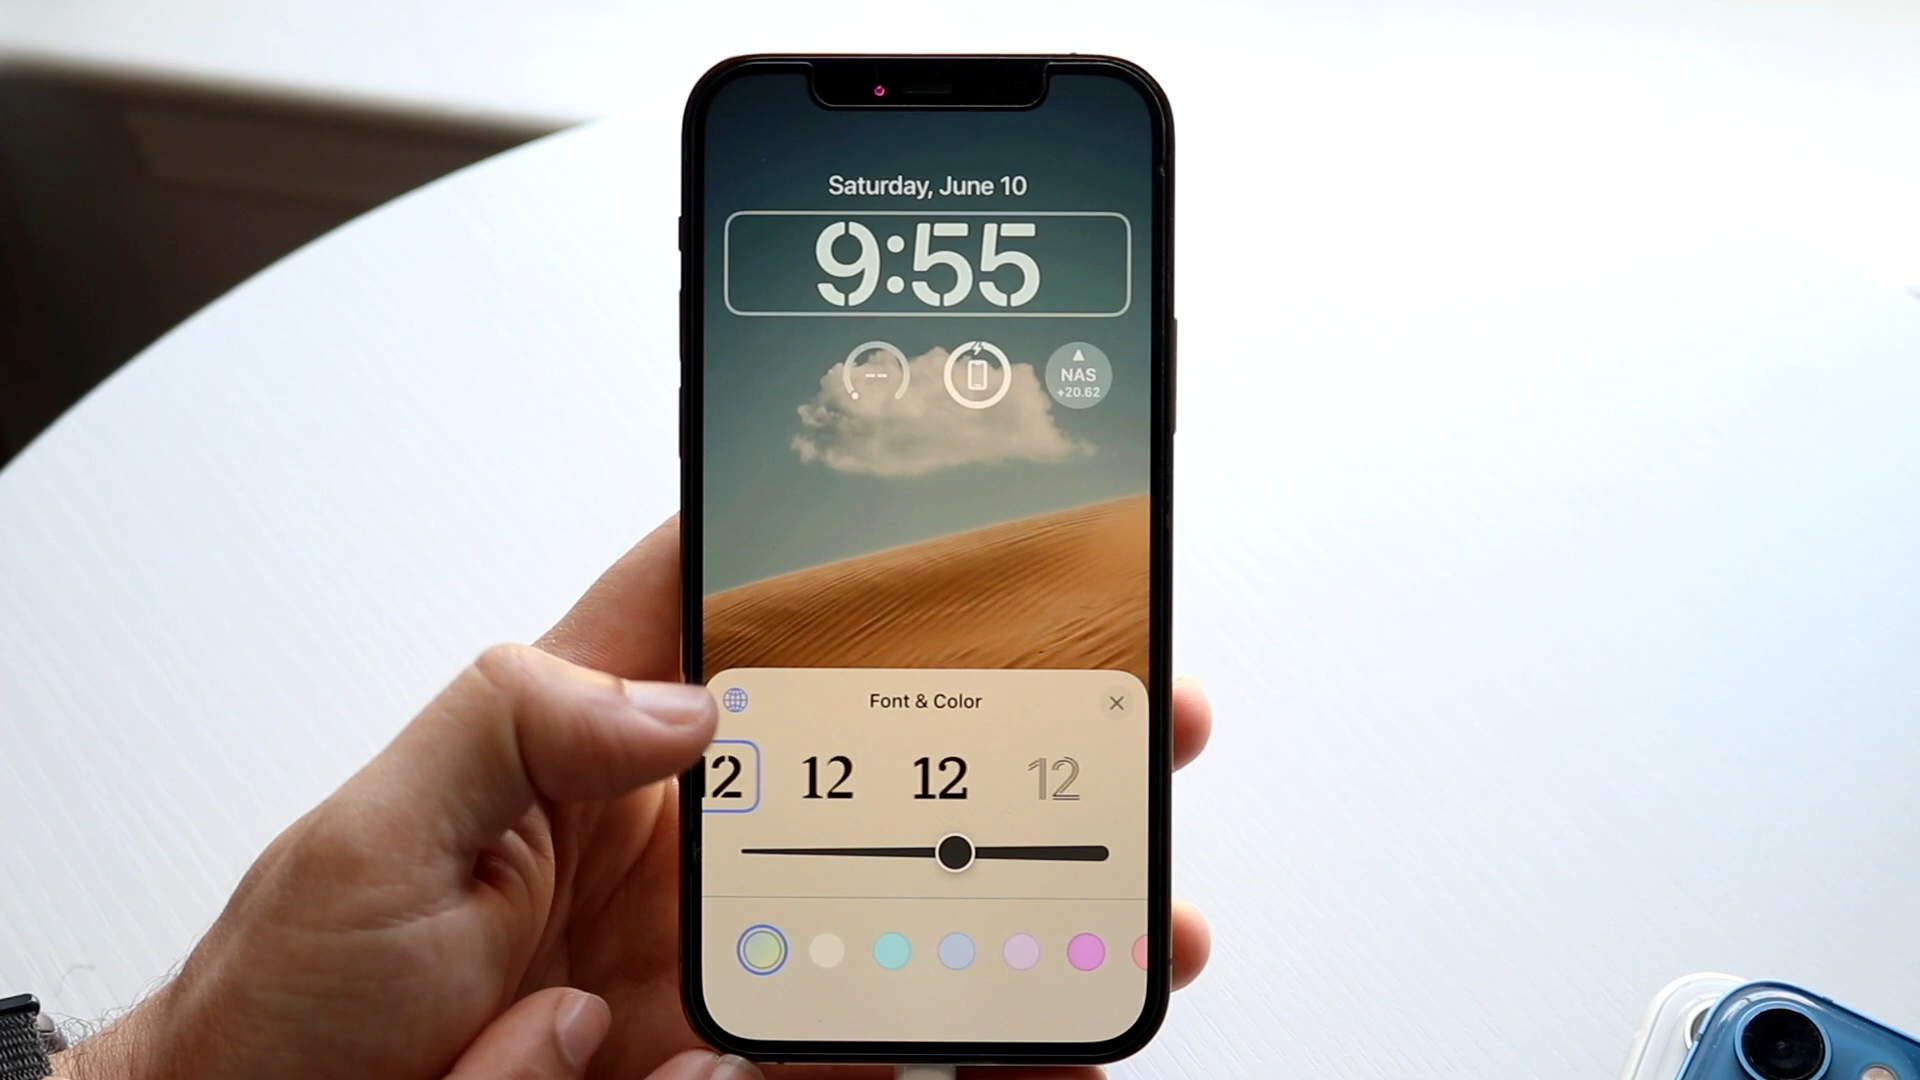 Saturday, June 10
9:55
--
NAS
+20.62
Font & Color
12 12 12 12